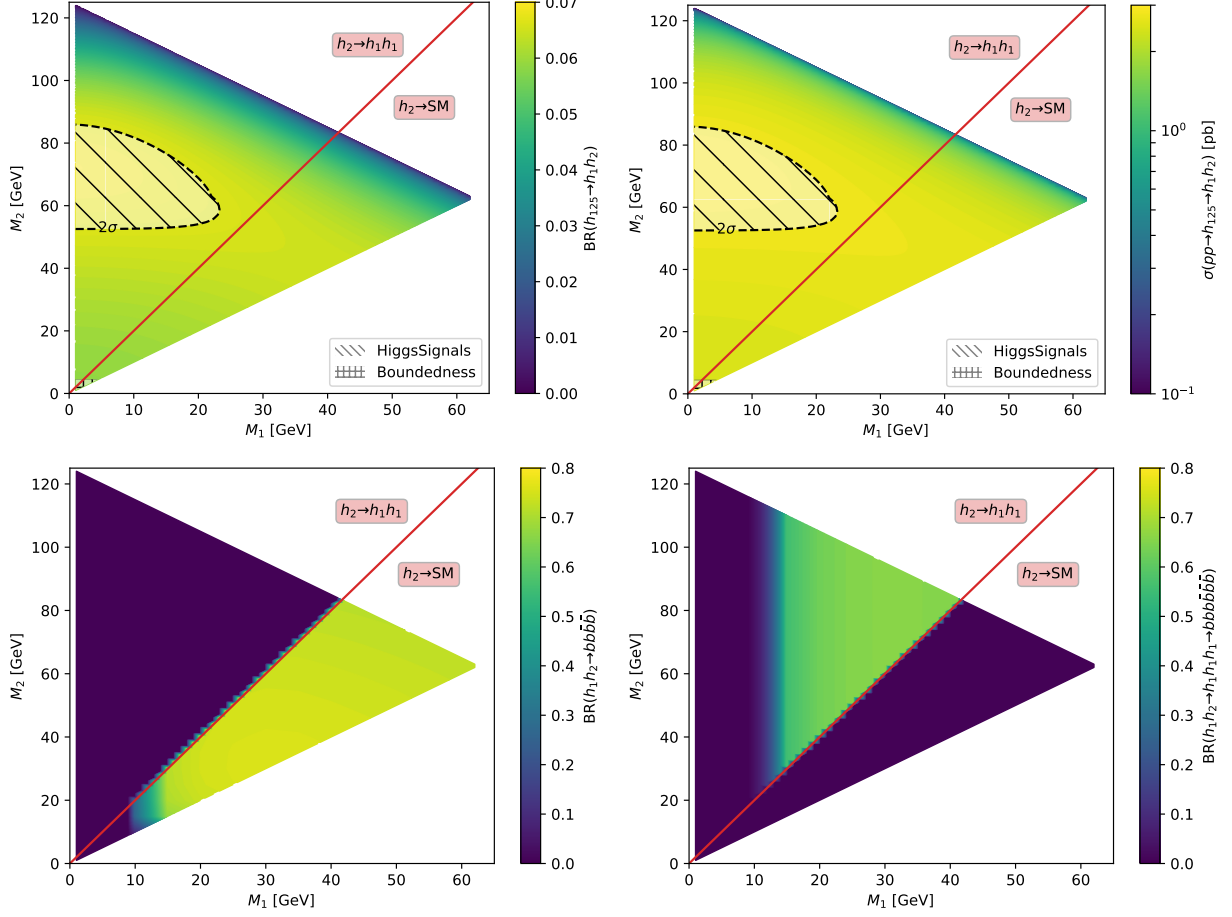 120
100
80
60
40
20
0
M₂ [GeV]
0 10 20 30 40 50 60
M₁ [GeV]
h₂→h₁h₁
h₂→SM
2σ
HiggsSignals
Boundedness
0.07
0.06
0.05
0.04
0.03
0.02
0.01
0.00
BR(h₁₂₅→h₁h₂)
120
100
80
60
40
20
0
M₂ [GeV]
0 10 20 30 40 50 60
M₁ [GeV]
h₂→h₁h₁
h₂→SM
2σ
HiggsSignals
Boundedness
10⁰
10⁻¹
σ(pp→h₁₂₅→h₁h₂) [pb]
120
100
80
60
40
20
0
M₂ [GeV]
0 10 20 30 40 50 60
M₁ [GeV]
h₂→h₁h₁
h₂→SM
0.8
0.7
0.6
0.5
0.4
0.3
0.2
0.1
0.0
BR(h₁h₂→bbb̄b̄)
120
100
80
60
40
20
0
M₂ [GeV]
0 10 20 30 40 50 60
M₁ [GeV]
h₂→h₁h₁
h₂→SM
0.8
0.7
0.6
0.5
0.4
0.3
0.2
0.1
0.0
BR(h₁h₂→h₁h₁h₁→bbbb̄b̄b̄)